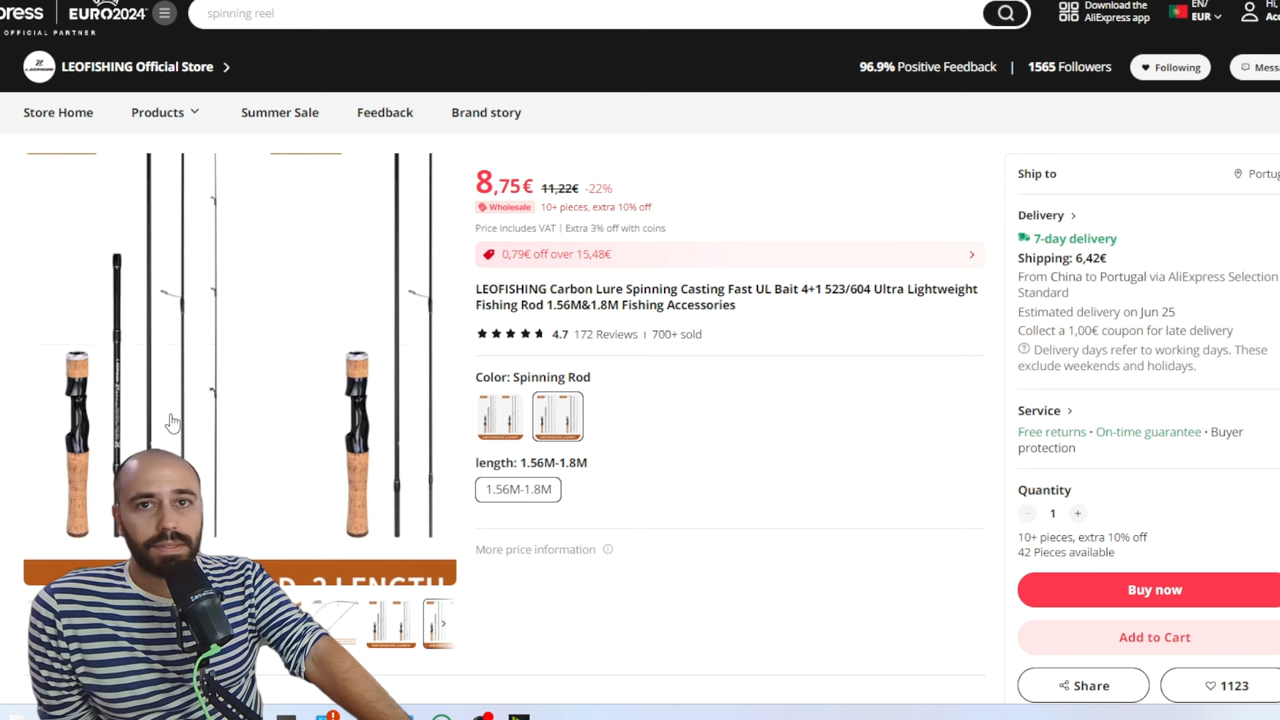 press
EURO2024
OFFICIAL PARTNER
spinning reel
Download the
AliExpress app
EN/
EUR
Hi,
Acc
LEOFISHING Official Store
96.9% Positive Feedback | 1565 Followers
Following
Messa
Store Home
Products
Summer Sale
Feedback
Brand story
8,75€ 11,22€ -22%
Wholesale 10+ pieces, extra 10% off
Price includes VAT | Extra 3% off with coins
0,79€ off over 15,48€
LEOFISHING Carbon Lure Spinning Casting Fast UL Bait 4+1 523/604 Ultra Lightweight
Fishing Rod 1.56M&1.8M Fishing Accessories
4.7 172 Reviews | 700+ sold
Color: Spinning Rod
length: 1.56M-1.8M
1.56M-1.8M
More price information
D 2 LENGTH
Ship to
Portug
Delivery
7-day delivery
Shipping: 6,42€
From China to Portugal via AliExpress Selection
Standard
Estimated delivery on Jun 25
Collect a 1,00€ coupon for late delivery
Delivery days refer to working days. These
exclude weekends and holidays.
Service
Free returns · On-time guarantee · Buyer
protection
Quantity
1
10+ pieces, extra 10% off
42 Pieces available
Buy now
Add to Cart
Share
1123